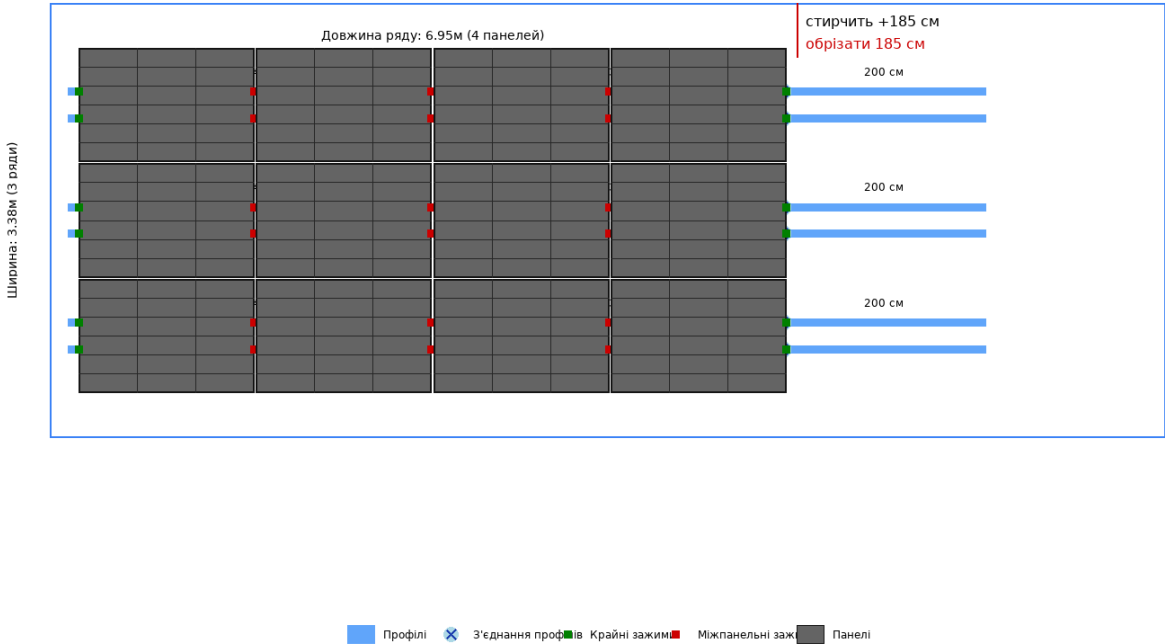 стирчить +185 см
Довжина ряду: 6.95м (4 панелей)
обрізати 185 см
200 см
200 см
Ширина: 3.38м (3 ряди)
200 см
Профілі
З'єднання профілів
Крайні зажими
Міжпанельні зажи
Панелі